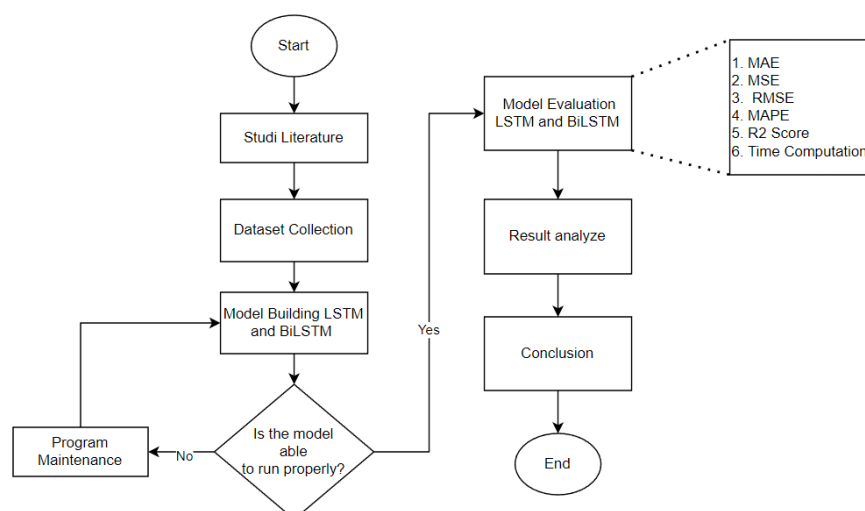 Start
Studi Literature
Dataset Collection
Model Building LSTM
and BiLSTM
Is the model
able
to run properly?
No
Program
Maintenance
Yes
Model Evaluation
LSTM and BiLSTM
1. MAE
2. MSE
3. RMSE
4. MAPE
5. R2 Score
6. Time Computation
Result analyze
Conclusion
End